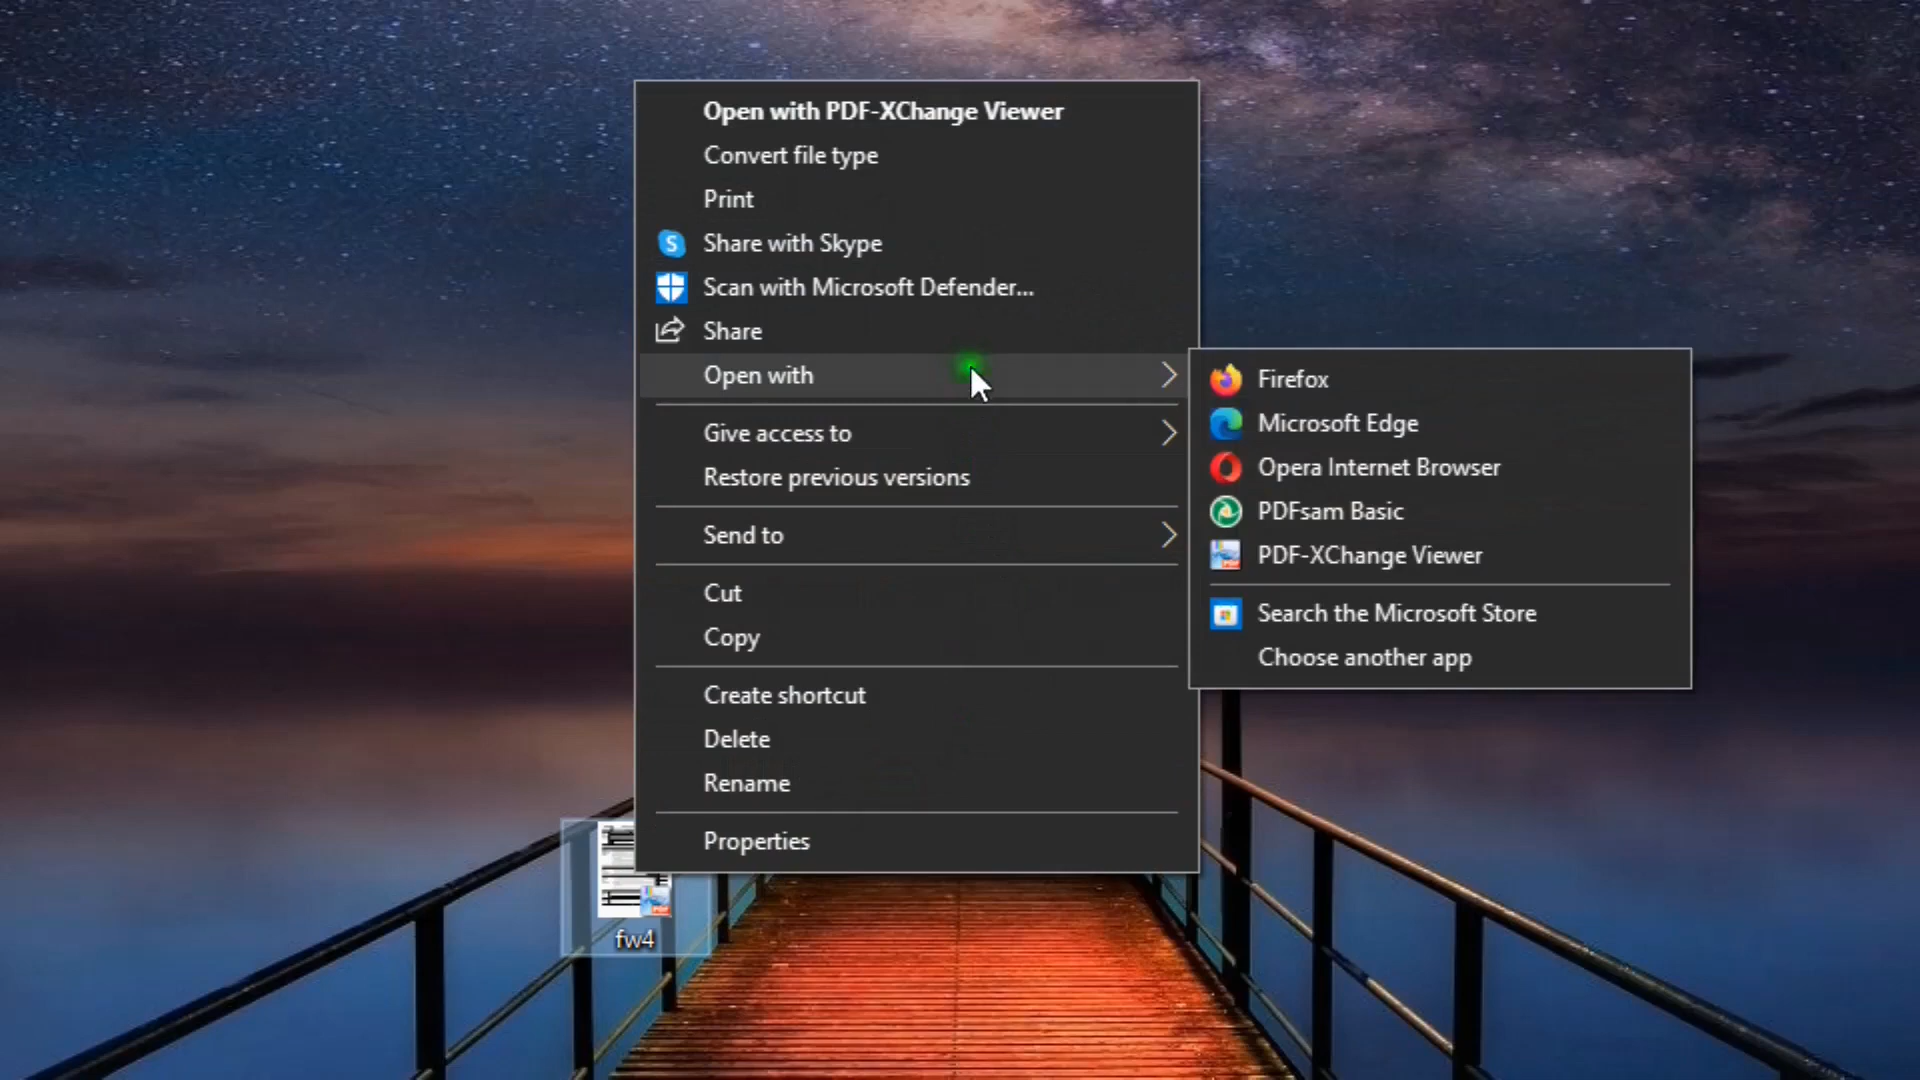 Open with PDF-XChange Viewer
Convert file type
Print
Share with Skype
Scan with Microsoft Defender...
Share
Open with
Give access to
Restore previous versions
Send to
Cut
Copy
Create shortcut
Delete
Rename
Properties
Firefox
Microsoft Edge
Opera Internet Browser
PDFsam Basic
PDF-XChange Viewer
Search the Microsoft Store
Choose another app
fw4